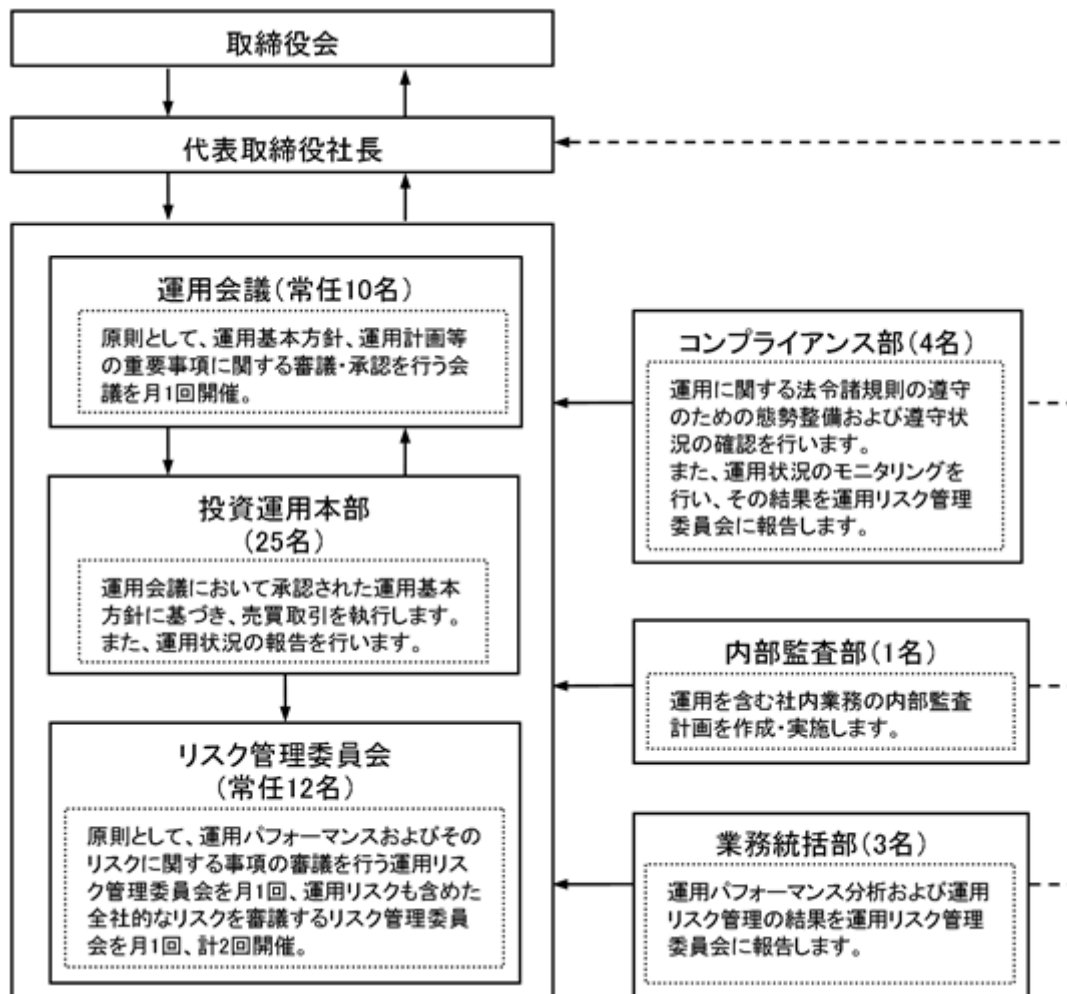 取締役会
代表取締役社長
運用会議(常任10名)
原則として、運用基本方針、運用計画等
の重要事項に関する審議・承認を行う会
議を月1回開催。
投資運用本部
(25名)
運用会議において承認された運用基本
方針に基づき、売買取引を執行します。
また、運用状況の報告を行います。
リスク管理委員会
(常任12名)
原則として、運用パフォーマンスおよびその
リスクに関する事項の審議を行う運用リス
ク管理委員会を月1回、運用リスクも含めた
全社的なリスクを審議するリスク管理委員
会を月1回、計2回開催。
コンプライアンス部(4名)
運用に関する法令諸規則の遵守
のための態勢整備および遵守状
況の確認を行います。
また、運用状況のモニタリングを
行い、その結果を運用リスク管理
委員会に報告します。
内部監査部(1名)
運用を含む社内業務の内部監査
計画を作成・実施します。
業務統括部(3名)
運用パフォーマンス分析および運用
リスク管理の結果を運用リスク管理
委員会に報告します。